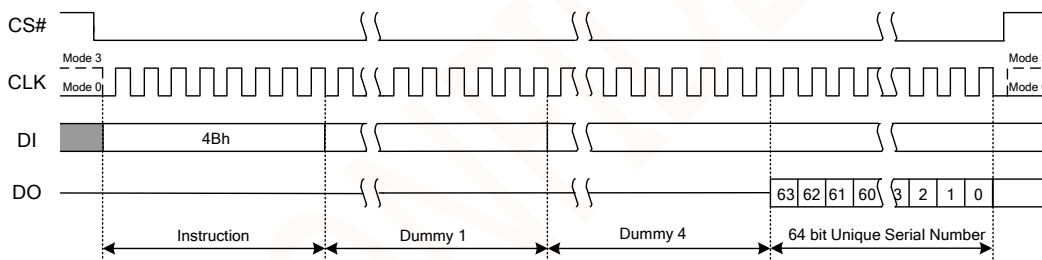 CS#
Mode 3
Mode
CLK
Mode 0
Mode
DI
4Bh
DO
63 62 61 60 3 2 1 0
Instruction
Dummy 1
Dummy 4
64 bit Unique Serial Number